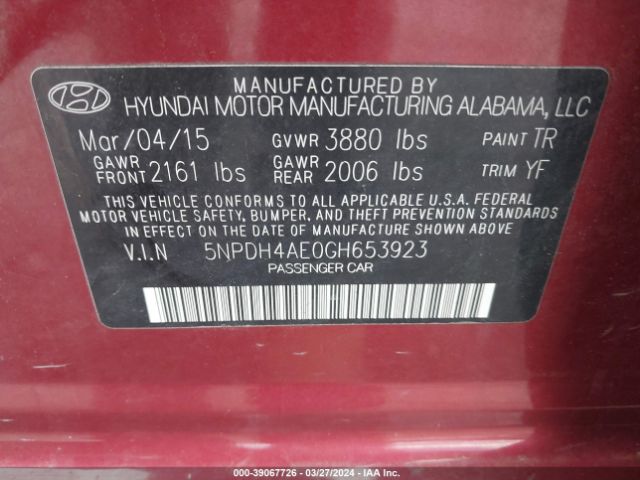 MANUFACTURED BY
HYUNDAI MOTOR MANUFACTURING ALABAMA, LLC
Mar/04/15 GVWR 3880 lbs PAINT TR
GAWR FRONT 2161 lbs GAWR REAR 2006 lbs TRIM YF
THIS VEHICLE CONFORMS TO ALL APPLICABLE U.S.A. FEDERAL
MOTOR VEHICLE SAFETY, BUMPER, AND THEFT PREVENTION
STANDARDS IN EFFECT ON THE DATE OF MANUFACTURE SHOWN ABOVE.
V.I.N 5NPDH4AE0GH653923
PASSENGER CAR
000-39067726 - 03/27/2024 - IAA Inc.